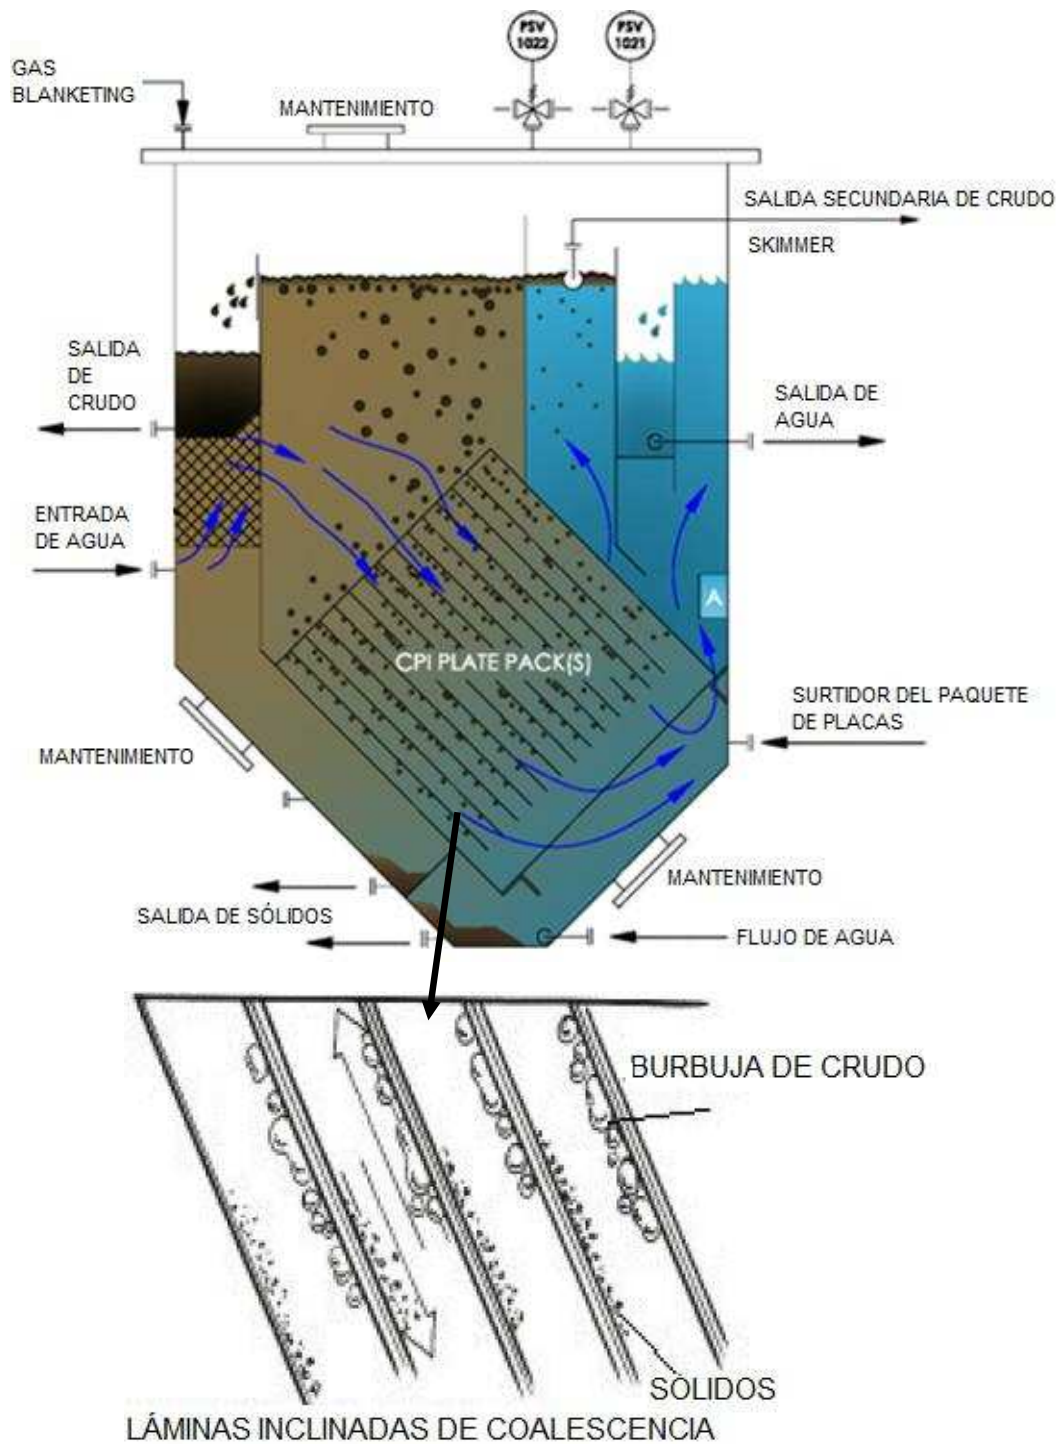 PSV
1022
PSV
1021
GAS
BLANKETING
MANTENIMIENTO
SALIDA SECUNDARIA DE CRUDO
SKIMMER
SALIDA
DE
CRUDO
SALIDA DE
AGUA
ENTRADA
DE AGUA
A
CPI PLATE PACK(S)
SURTIDOR DEL PAQUETE
DE PLACAS
MANTENIMIENTO
MANTENIMIENTO
SALIDA DE SÓLIDOS
FLUJO DE AGUA
BURBUJA DE CRUDO
SOLIDOS
LÁMINAS INCLINADAS DE COALESCENCIA